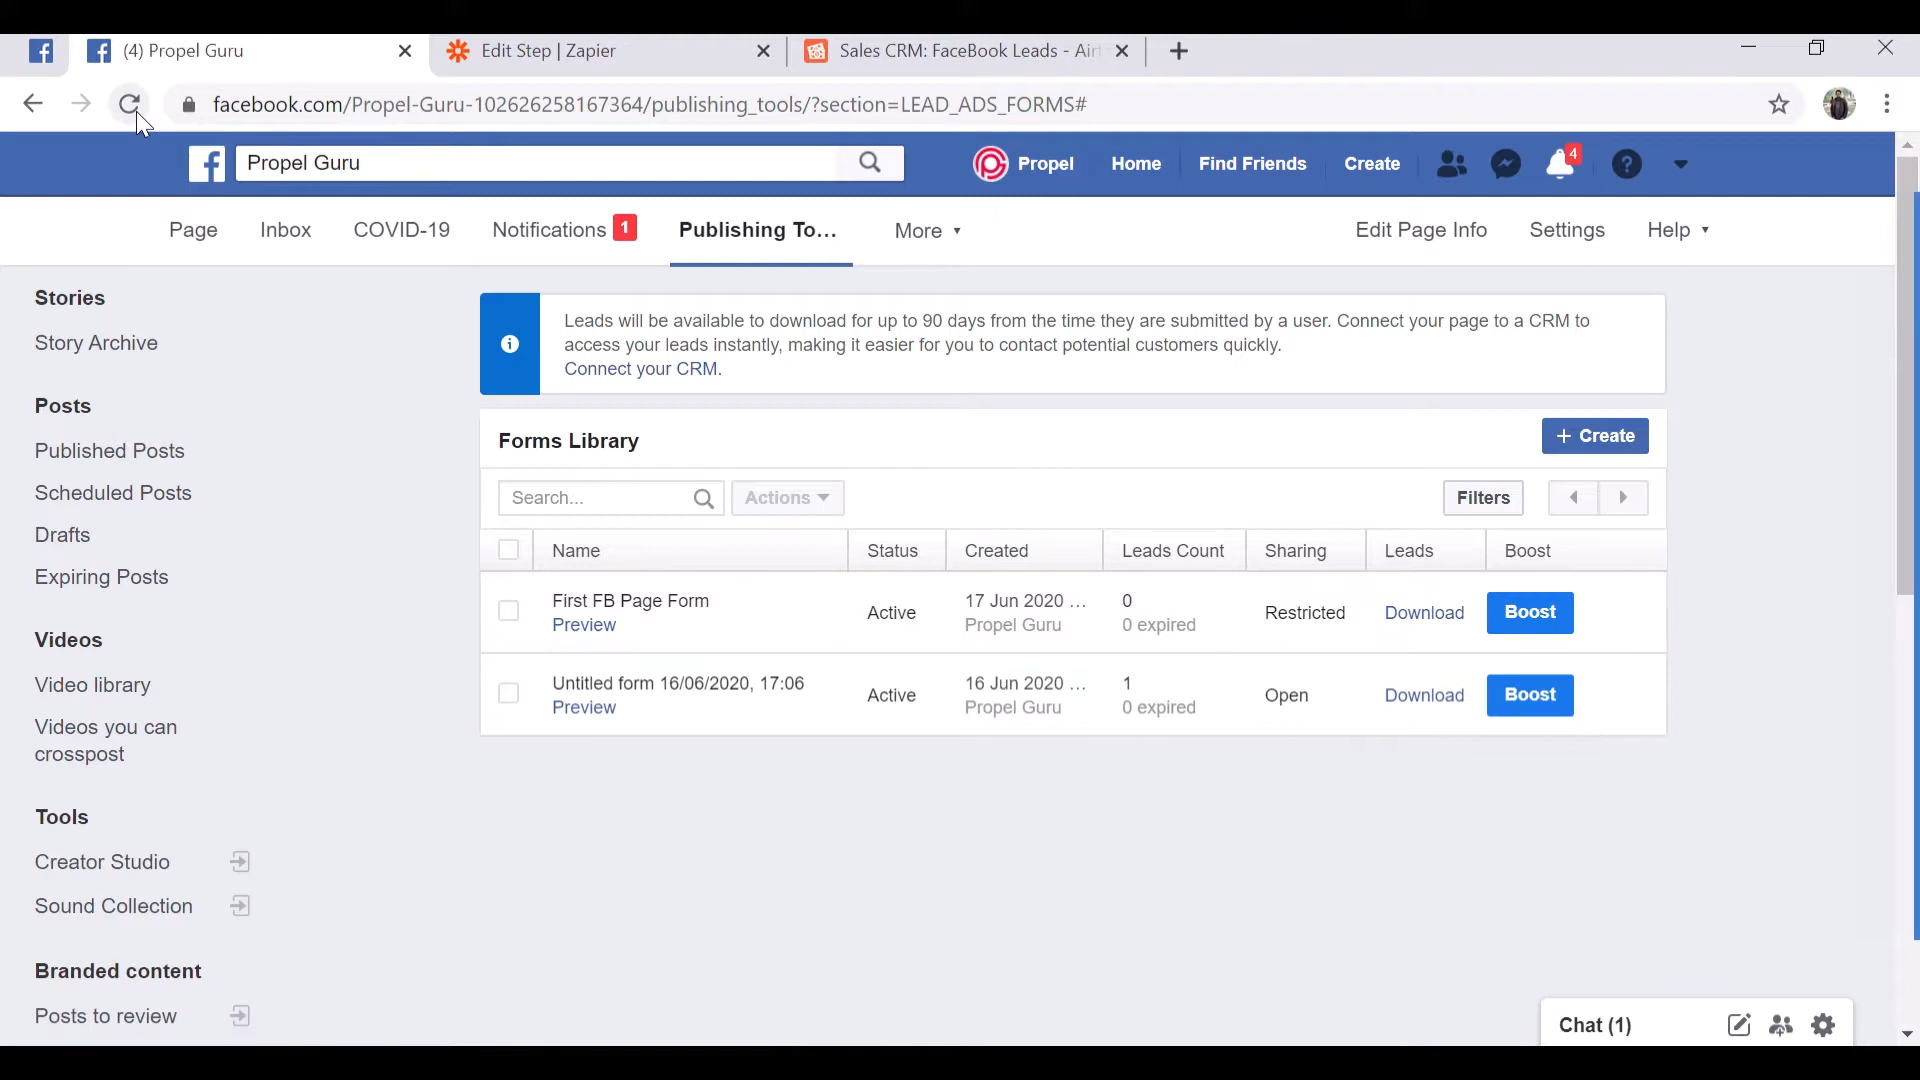 (4) Propel Guru
Edit Step | Zapier
Sales CRM: FaceBook Leads - Air
facebook.com/Propel-Guru-102626258167364/publishing_tools/?section=LEAD_ADS_FORMS#
Propel Guru
Propel
Home
Find Friends
Create
4
?
Page
Inbox
COVID-19
Notifications 1
Publishing To...
More
Edit Page Info
Settings
Help
Stories
Story Archive
Posts
Published Posts
Scheduled Posts
Drafts
Expiring Posts
Videos
Video library
Videos you can
crosspost
Tools
Creator Studio
Sound Collection
Branded content
Posts to review
Leads will be available to download for up to 90 days from the time they are submitted by a user. Connect your page to a CRM to
access your leads instantly, making it easier for you to contact potential customers quickly.
Connect your CRM.
Forms Library
+ Create
Search...
Actions
Filters
Name Status Created Leads Count Sharing Leads Boost
First FB Page Form Active 17 Jun 2020 ... 0 Restricted Download Boost
Preview Propel Guru 0 expired
Untitled form 16/06/2020, 17:06 Active 16 Jun 2020 ... 1 Open Download Boost
Preview Propel Guru 0 expired
Chat (1)